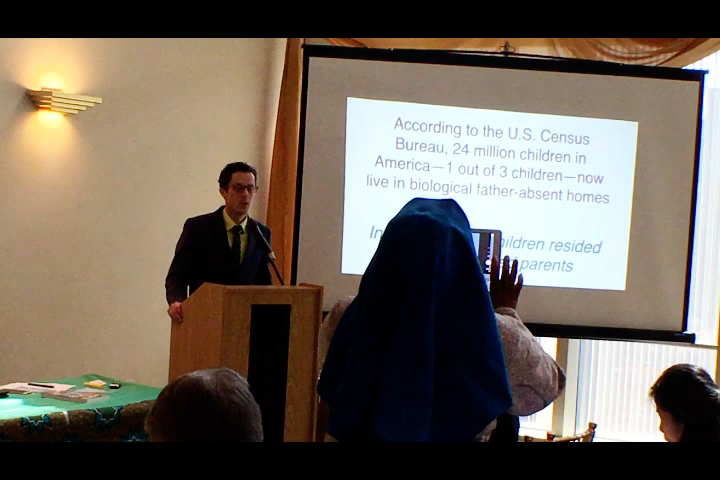 According to the U.S. Census
Bureau, 24 million children in
America—1 out of 3 children—now
live in biological father-absent homes
children resided
parents